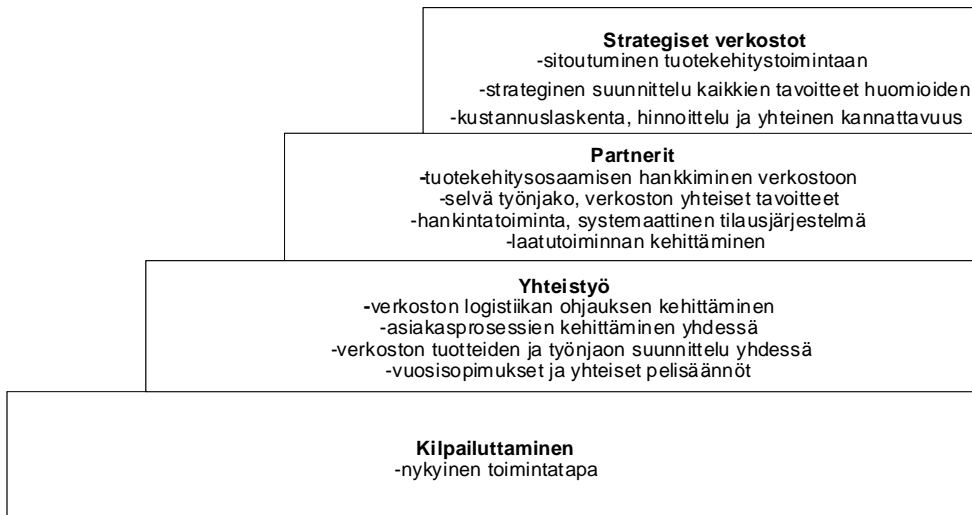 Strategiset verkostot
-sitoutuminen tuotekehitystoimintaan
-strateginen suunnittelu kaikkien tavoitteet huomioiden
-kustannuslaskenta, hinnoittelu ja yhteinen kannattavuus
Partnerit
-tuotekehitysosaamisen hankkiminen verkostoon
-selvä työnjako, verkoston yhteiset tavoitteet
-hankintatoiminta, systemaattinen tilausjärjestelmä
-laatutoiminnan kehittäminen
Yhteistyö
-verkoston logistiikan ohjauksen kehittäminen
-asiakasprosessien kehittäminen yhdessä
-verkoston tuotteiden ja työnjaon suunnittelu yhdessä
-vuosisopimukset ja yhteiset pelisäännöt
Kilpailuttaminen
-nykyinen toimintatapa